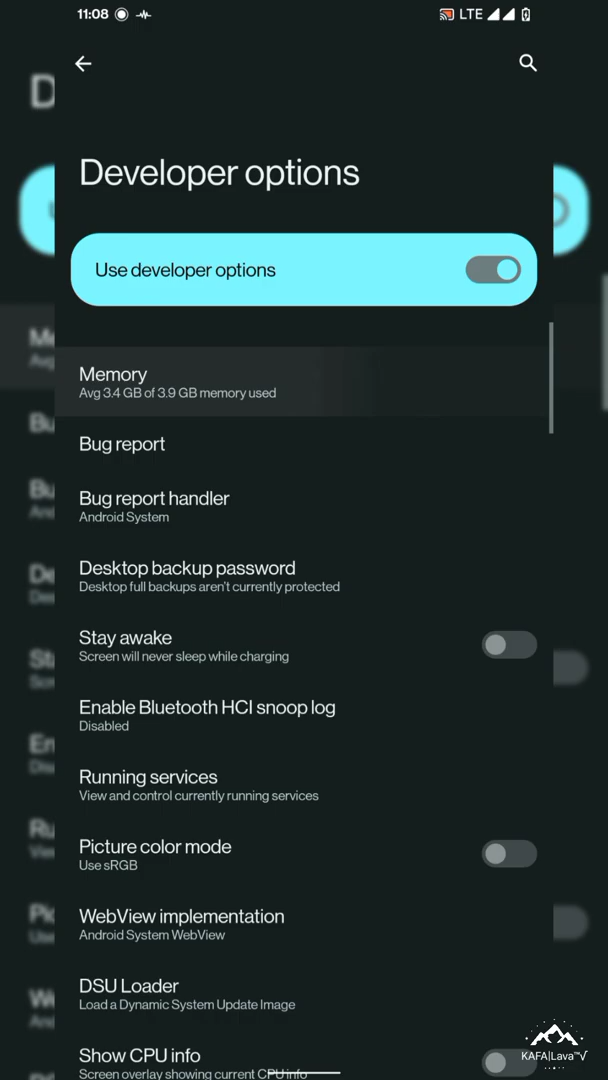 11:08
LTE
Developer options
Use developer options
Memory
Avg 3.4 GB of 3.9 GB memory used
Bug report
Bug report handler
Android System
Desktop backup password
Desktop full backups aren't currently protected
Stay awake
Screen will never sleep while charging
Enable Bluetooth HCI snoop log
Disabled
Running services
View and control currently running services
Picture color mode
Use sRGB
WebView implementation
Android System WebView
DSU Loader
Load a Dynamic System Update Image
Show CPU info
Screen overlay showing current CPU info
KAFA|Lava™√